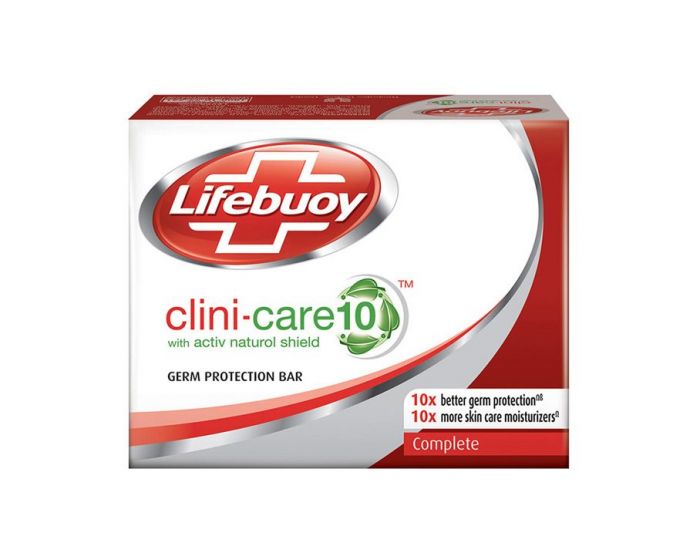 Lifebuoy
clini-care10 ™
with activ naturol shield
GERM PROTECTION BAR
10x better germ protection
10x more skin care moisturizers
Complete